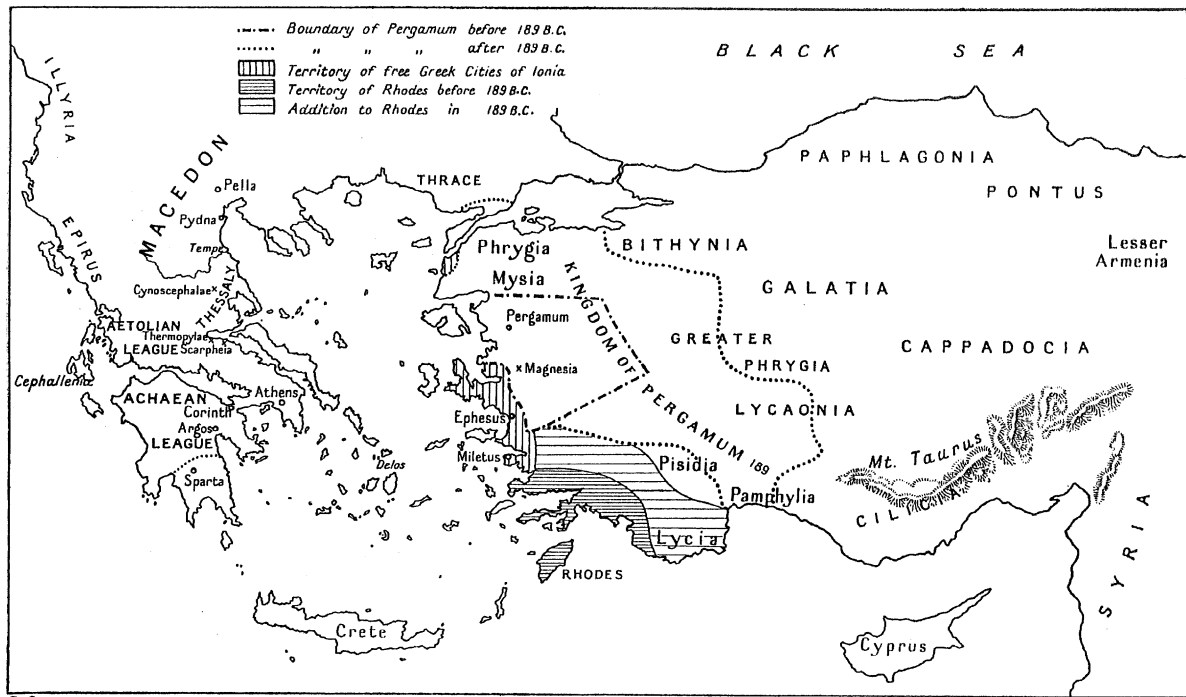 Boundary of Pergamum before 189 B.C.
" " " after 189 B.C.
Territory of free Greek Cities of Ionia
Territory of Rhodes before 189 B.C.
Addition to Rhodes in 189 B.C.
BLACK SEA
ILLYRIA
MACEDON
Pella
Pydna
EPIRUS
Tempe
THRACE
PAPHLAGONIA
PONTUS
Lesser
Armenia
Phrygia
Mysia
BITHYNIA
GALATIA
KINGDOM OF PERGAMUM 189
Cynoscephalae
THESSALY
AETOLIAN
LEAGUE
Thermopylae
Scarpheia
Pergamum
GREATER
PHRYGIA
CAPPADOCIA
Cephallenia
Magnesia
ACHAEAN
LEAGUE
Corinth
Athens
Argos
Sparta
Ephesus
Miletus
Delos
LYCAONIA
Pisidia
Pamphylia
Mt. Taurus
CILICIA
Lycia
RHODES
SYRIA
Crete
Cyprus